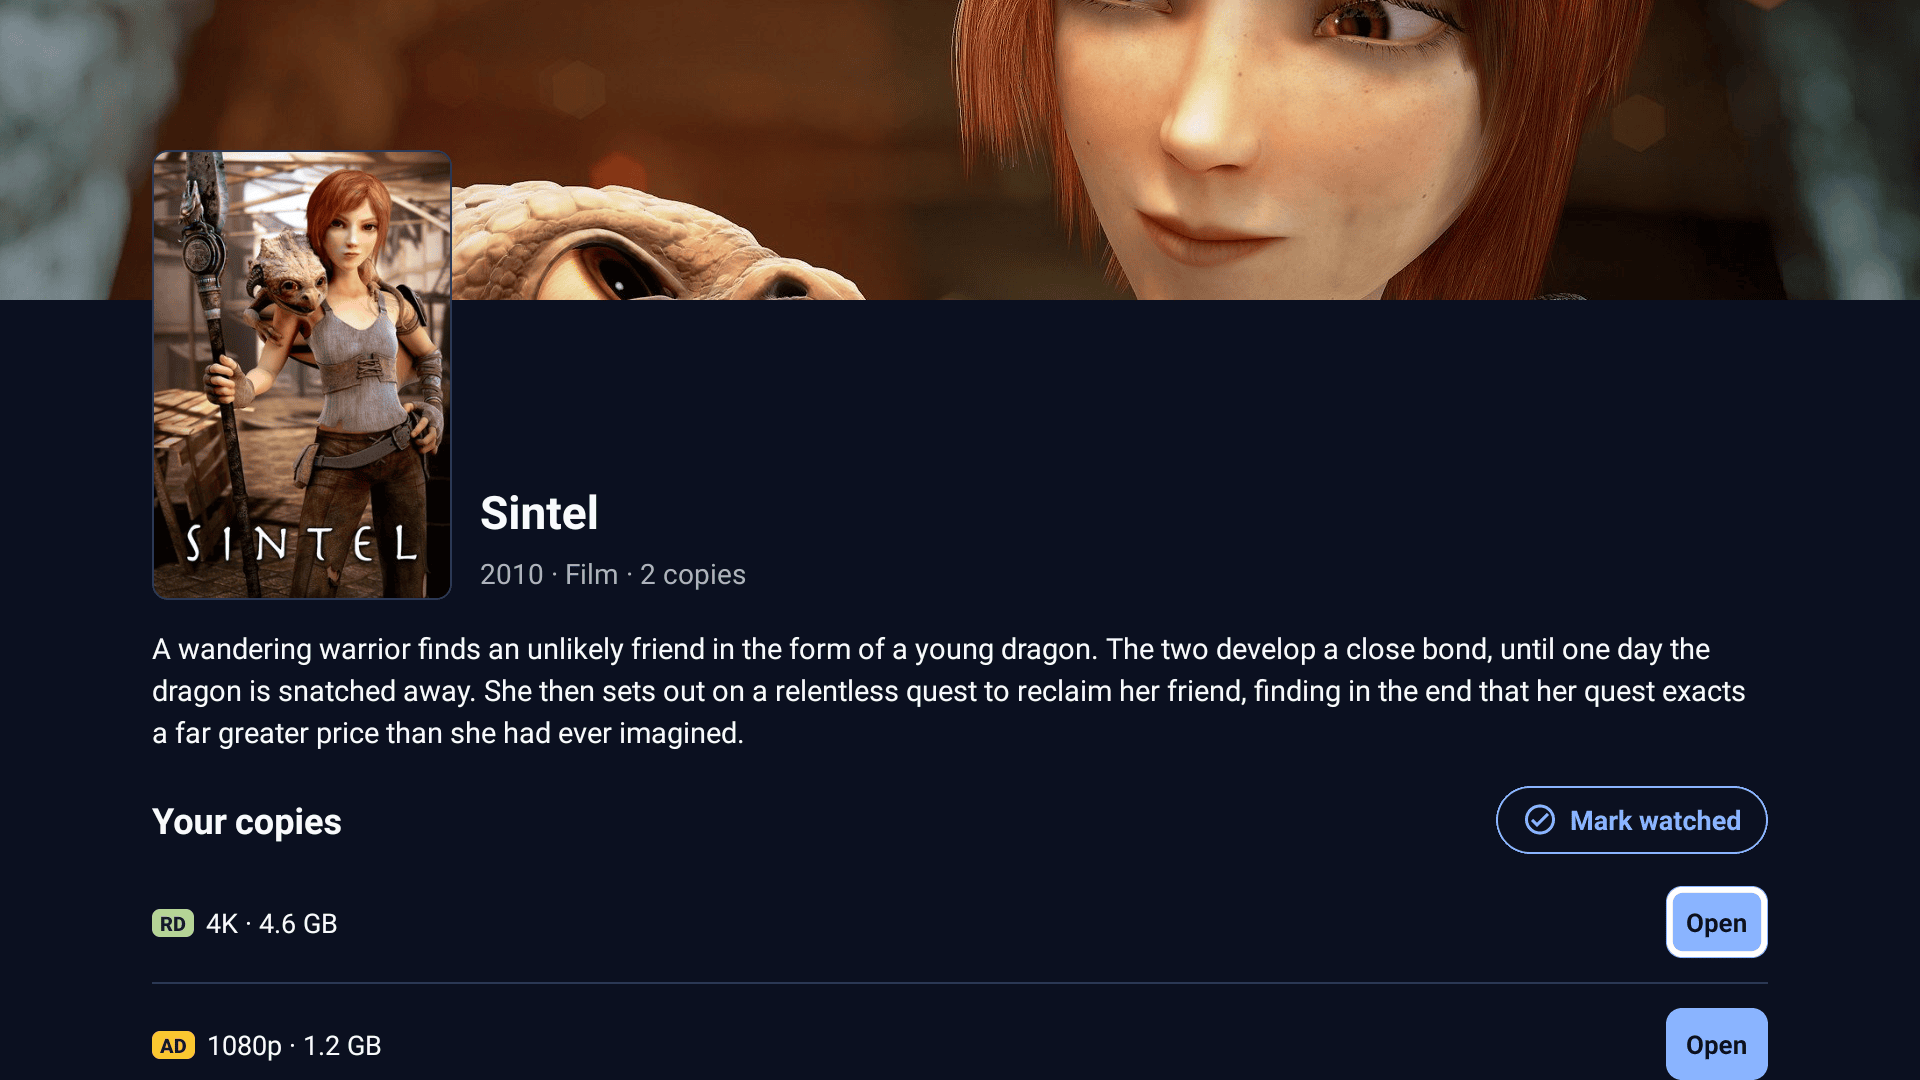 SINTEL
Sintel
2010 · Film · 2 copies
A wandering warrior finds an unlikely friend in the form of a young dragon. The two develop a close bond, until one day the
dragon is snatched away. She then sets out on a relentless quest to reclaim her friend, finding in the end that her quest exacts
a far greater price than she had ever imagined.
Your copies
Mark watched
RD 4K · 4.6 GB
Open
AD 1080p · 1.2 GB
Open